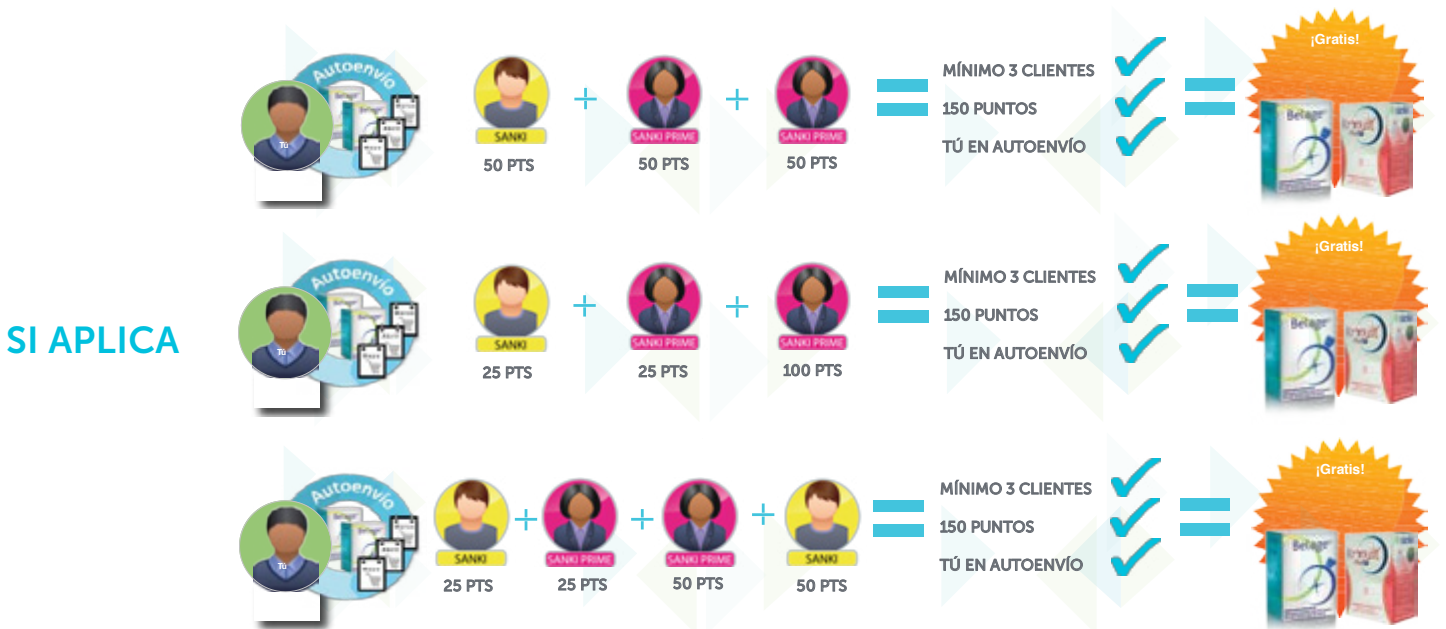 ¡Gratis!
Autoenvío
Tú
SANKI
50 PTS
+
SANKI PRIME
50 PTS
+
SANKI PRIME
50 PTS
MÍNIMO 3 CLIENTES
150 PUNTOS
TÚ EN AUTOENVÍO
Betage
SI APLICA
¡Gratis!
Autoenvío
Tú
SANKI
25 PTS
+
SANKI PRIME
25 PTS
+
SANKI PRIME
100 PTS
MÍNIMO 3 CLIENTES
150 PUNTOS
TÚ EN AUTOENVÍO
Betage
¡Gratis!
Autoenvío
Tú
SANKI
25 PTS
+
SANKI PRIME
25 PTS
+
SANKI PRIME
50 PTS
+
SANKI
50 PTS
MÍNIMO 3 CLIENTES
150 PUNTOS
TÚ EN AUTOENVÍO
Betage